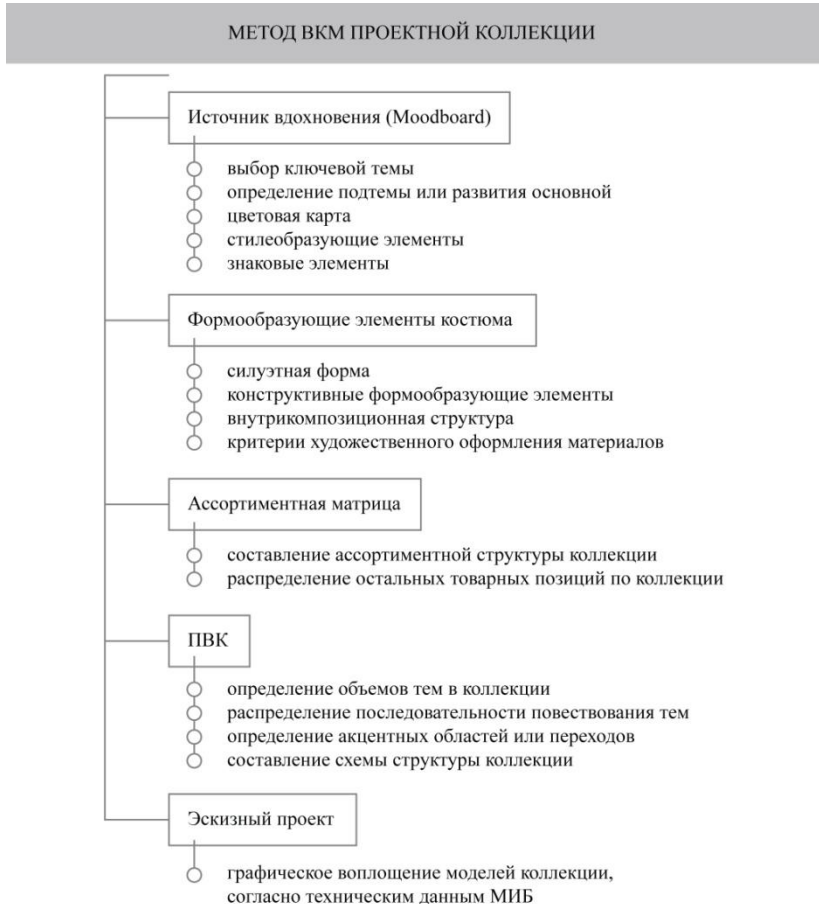 МЕТОД ВКМ ПРОЕКТНОЙ КОЛЛЕКЦИИ
Источник вдохновения (Moodboard)
выбор ключевой темы
определение подтемы или развития основной
цветовая карта
стилеобразующие элементы
знаковые элементы
Формообразующие элементы костюма
силуэтная форма
конструктивные формообразующие элементы
внутрикомпозиционная структура
критерии художественного оформления материалов
Ассортиментная матрица
составление ассортиментной структуры коллекции
распределение остальных товарных позиций по коллекции
ПВК
определение объемов тем в коллекции
распределение последовательности повествования тем
определение акцентных областей или переходов
составление схемы структуры коллекции
Эскизный проект
графическое воплощение моделей коллекции,
согласно техническим данным МИБ